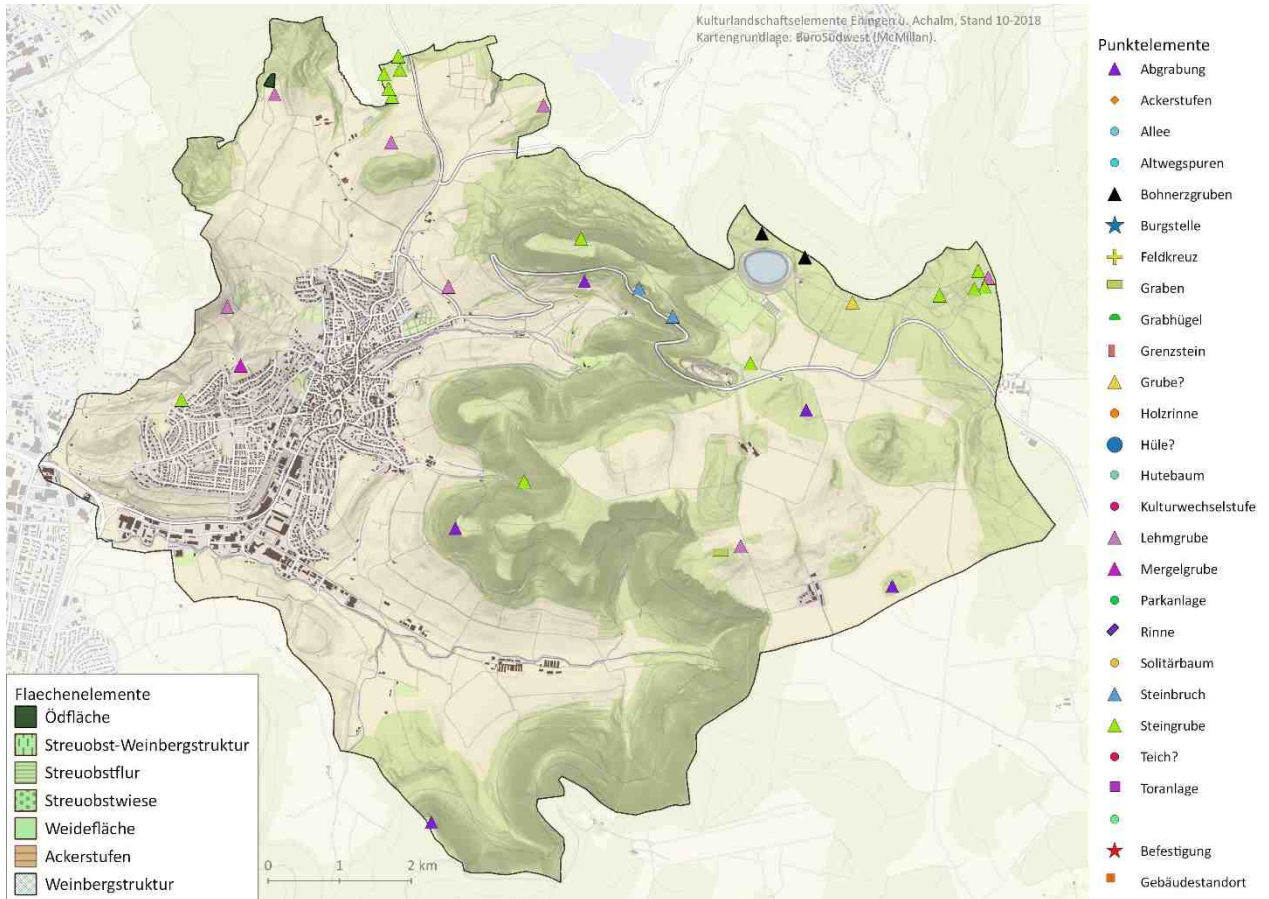 Kulturlandschaftselemente Eningen u. Achalm, Stand 10-2018
Kartengrundlage: BüroSüdwest (McMillan).
Punktelemente
Abgrabung
Ackerstufen
Allee
Altwegspuren
Bohnerzgruben
Burgstelle
Feldkreuz
Graben
Grabhügel
Grenzstein
Grube?
Holzrinne
Hüle?
Hutebaum
Kulturwechselstufe
Lehmgrube
Mergelgrube
Parkanlage
Rinne
Solitärbaum
Steinbruch
Steingrube
Teich?
Toranlage
Befestigung
Gebäudestandort
Flaechenelemente
Ödfläche
Streuobst-Weinbergstruktur
Streuobstflur
Streuobstwiese
Weidefläche
Ackerstufen
Weinbergstruktur
0 1 2 km